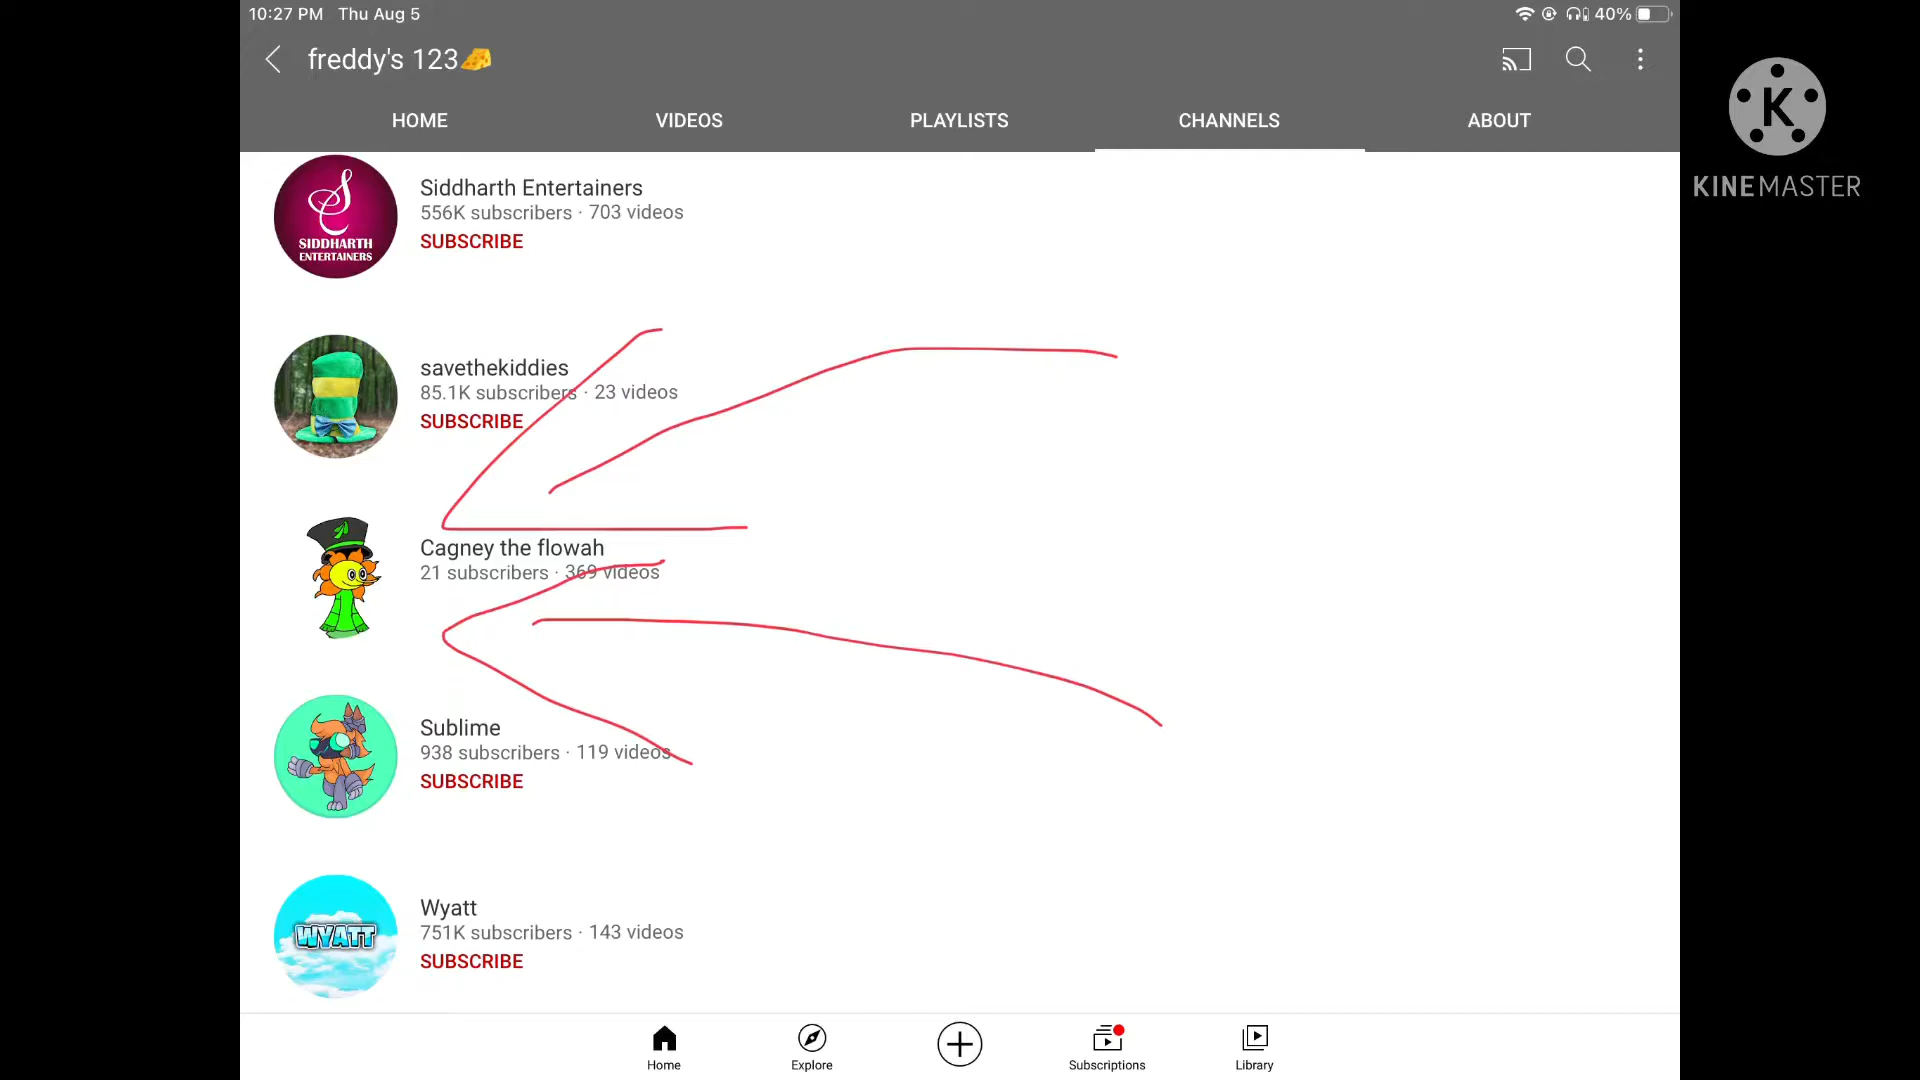 10:27 PM Thu Aug 5
40%
freddy's 123🧀
HOME VIDEOS PLAYLISTS CHANNELS ABOUT
K
KINEMASTER
S
SIDDHARTH
ENTERTAINERS
Siddharth Entertainers
556K subscribers · 703 videos
SUBSCRIBE
savethekiddies
85.1K subscribers · 23 videos
SUBSCRIBE
Cagney the flowah
21 subscribers · 369 videos
Sublime
938 subscribers · 119 videos
SUBSCRIBE
WYATT
Wyatt
751K subscribers · 143 videos
SUBSCRIBE
Home Explore Subscriptions Library